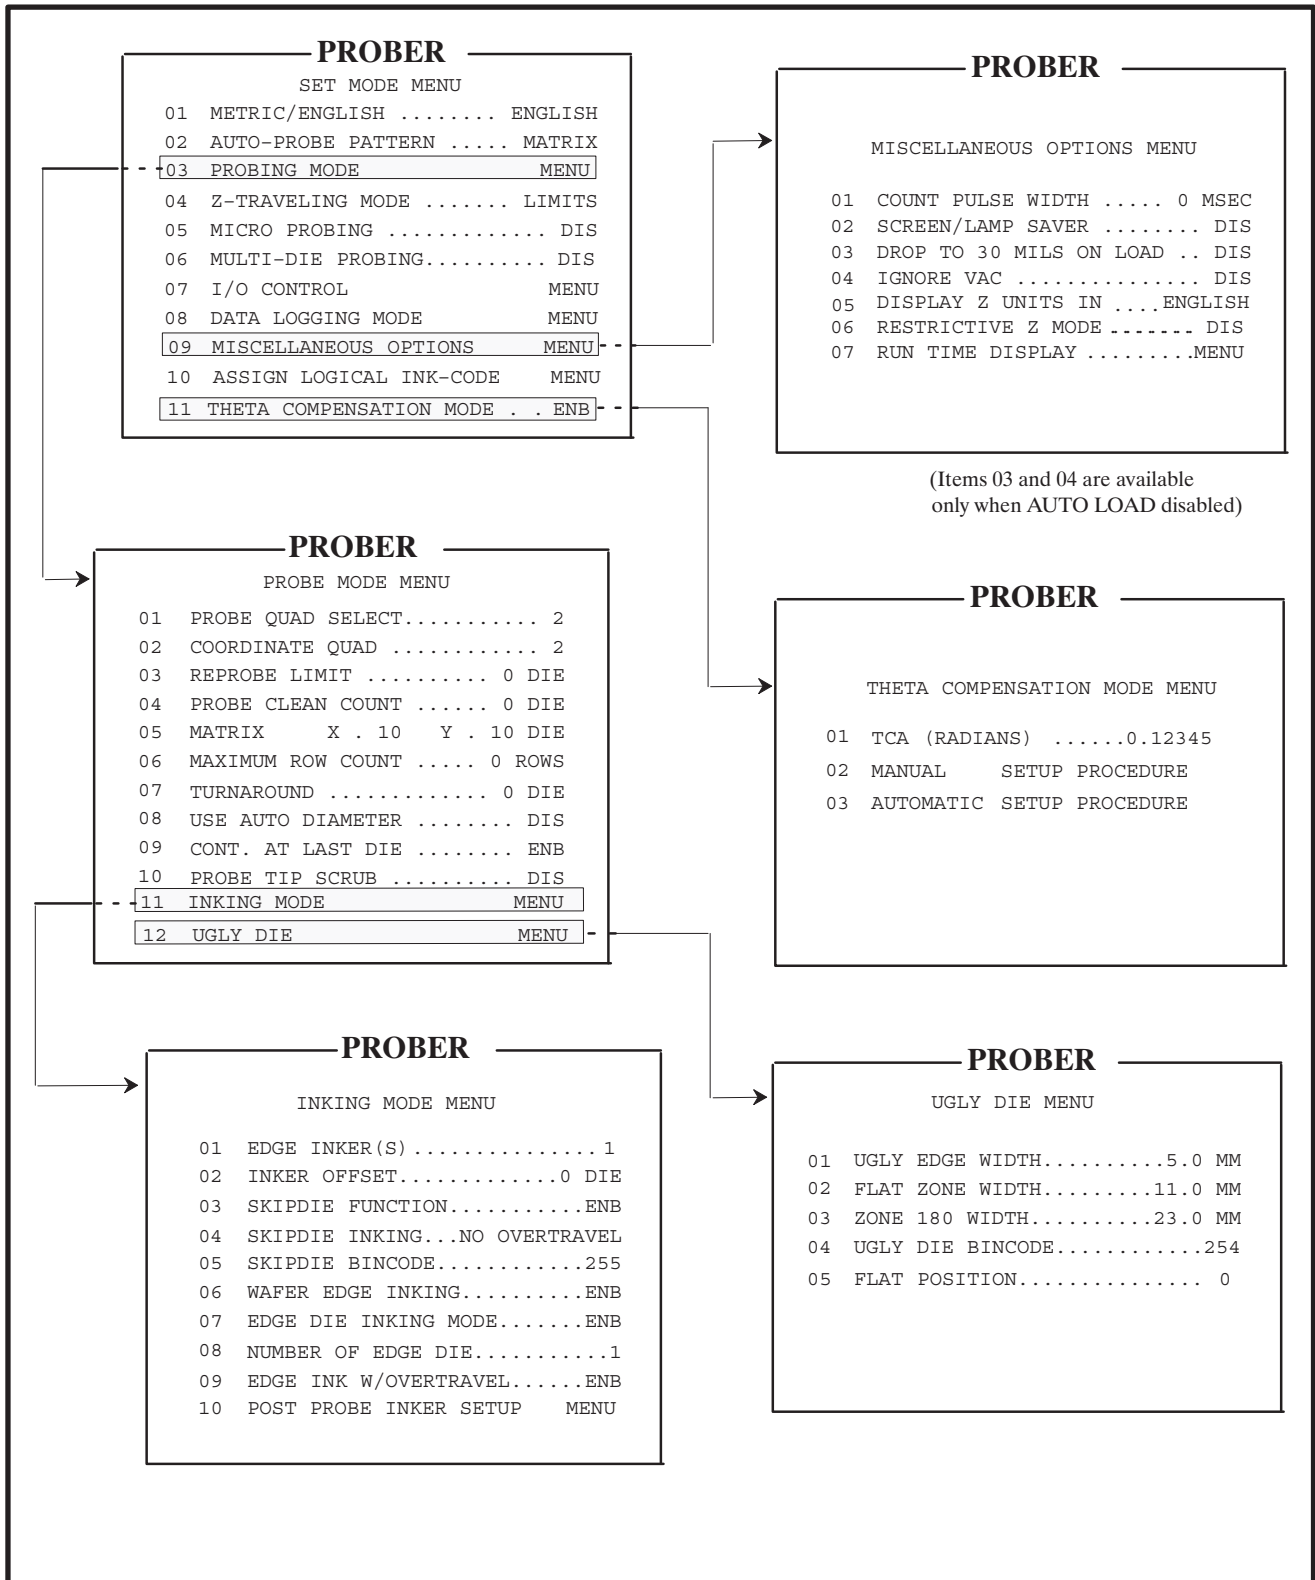 PROBER
SET MODE MENU
01 METRIC/ENGLISH ........ ENGLISH
02 AUTO-PROBE PATTERN ..... MATRIX
03 PROBING MODE MENU
04 Z-TRAVELING MODE ....... LIMITS
05 MICRO PROBING ............. DIS
06 MULTI-DIE PROBING.......... DIS
07 I/O CONTROL MENU
08 DATA LOGGING MODE MENU
09 MISCELLANEOUS OPTIONS MENU
10 ASSIGN LOGICAL INK-CODE MENU
11 THETA COMPENSATION MODE . . ENB
PROBER
MISCELLANEOUS OPTIONS MENU
01 COUNT PULSE WIDTH ..... 0 MSEC
02 SCREEN/LAMP SAVER ........ DIS
03 DROP TO 30 MILS ON LOAD .. DIS
04 IGNORE VAC ............... DIS
05 DISPLAY Z UNITS IN ....ENGLISH
06 RESTRICTIVE Z MODE ------- DIS
07 RUN TIME DISPLAY .........MENU
(Items 03 and 04 are available
only when AUTO LOAD disabled)
PROBER
PROBE MODE MENU
01 PROBE QUAD SELECT........... 2
02 COORDINATE QUAD ............ 2
03 REPROBE LIMIT .......... 0 DIE
04 PROBE CLEAN COUNT ...... 0 DIE
05 MATRIX X . 10 Y . 10 DIE
06 MAXIMUM ROW COUNT ..... 0 ROWS
07 TURNAROUND ............. 0 DIE
08 USE AUTO DIAMETER ........ DIS
09 CONT. AT LAST DIE ........ ENB
10 PROBE TIP SCRUB .......... DIS
11 INKING MODE MENU
12 UGLY DIE MENU
PROBER
THETA COMPENSATION MODE MENU
01 TCA (RADIANS) ......0.12345
02 MANUAL SETUP PROCEDURE
03 AUTOMATIC SETUP PROCEDURE
PROBER
INKING MODE MENU
01 EDGE INKER(S)............... 1
02 INKER OFFSET.............0 DIE
03 SKIPDIE FUNCTION...........ENB
04 SKIPDIE INKING...NO OVERTRAVEL
05 SKIPDIE BINCODE............255
06 WAFER EDGE INKING..........ENB
07 EDGE DIE INKING MODE.......ENB
08 NUMBER OF EDGE DIE...........1
09 EDGE INK W/OVERTRAVEL......ENB
10 POST PROBE INKER SETUP MENU
PROBER
UGLY DIE MENU
01 UGLY EDGE WIDTH..........5.0 MM
02 FLAT ZONE WIDTH.........11.0 MM
03 ZONE 180 WIDTH..........23.0 MM
04 UGLY DIE BINCODE............254
05 FLAT POSITION............... 0